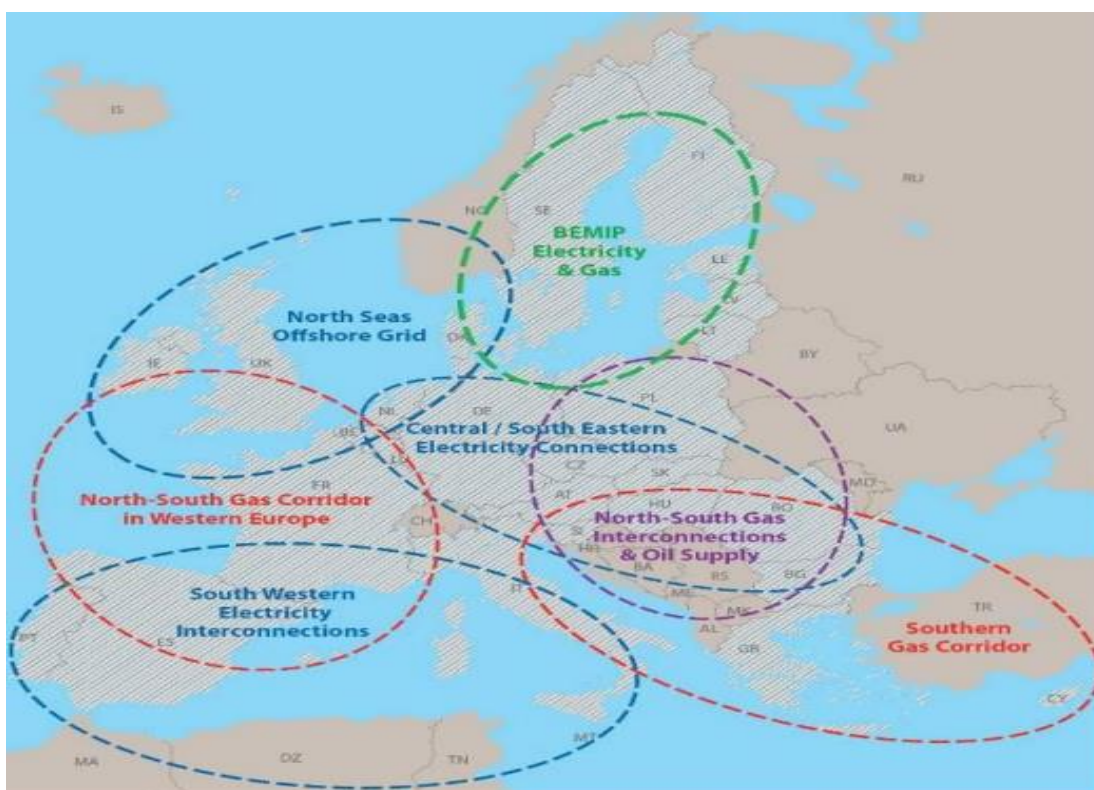 IS
FI
RU
NO
SE
BEMIP
Electricity
& Gas
EE
LV
LT
North Seas
Offshore Grid
DK
IE
UK
BY
NL
DE
PL
Central / South Eastern
Electricity Connections
BE
LU
UA
CZ
SK
North-South Gas Corridor
in Western Europe
FR
AT
HU
RO
MD
CH
North-South Gas
Interconnections
& Oil Supply
SI
HR
BA
RS
BG
South Western
Electricity
Interconnections
IT
ME
MK
TR
AL
Southern
Gas Corridor
PT
ES
GR
CY
MT
MA
DZ
TN